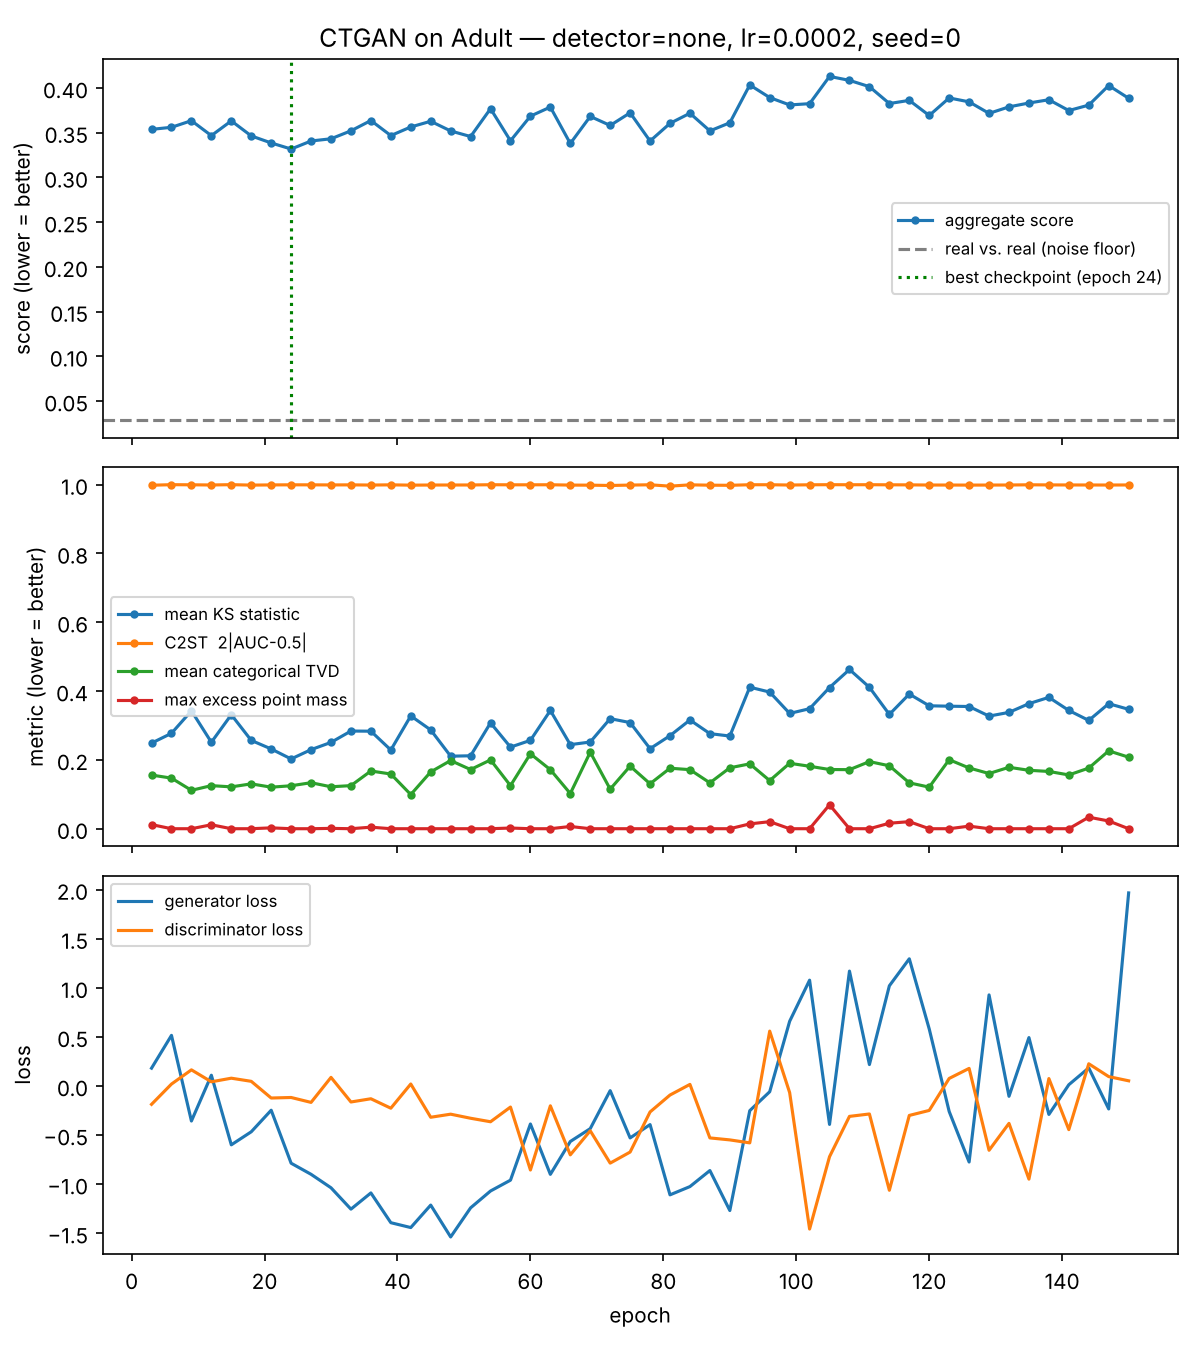 CTGAN on Adult — detector=none, lr=0.0002, seed=0
score (lower = better)
0.40
0.35
0.30
0.25
0.20
0.15
0.10
0.05
aggregate score
real vs. real (noise floor)
best checkpoint (epoch 24)
metric (lower = better)
1.0
0.8
0.6
0.4
0.2
0.0
mean KS statistic
C2ST  2|AUC-0.5|
mean categorical TVD
max excess point mass
loss
2.0
1.5
1.0
0.5
0.0
−0.5
−1.0
−1.5
generator loss
discriminator loss
0 20 40 60 80 100 120 140
epoch